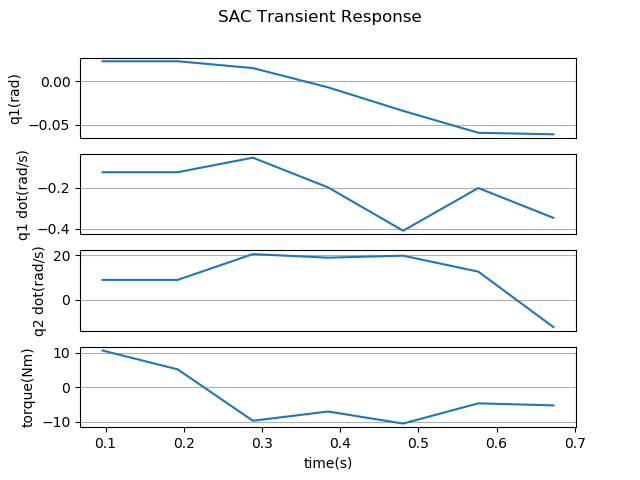 SAC Transient Response
0.00
−0.05
q1(rad)
−0.2
−0.4
q1 dot(rad/s)
20
0
q2 dot(rad/s)
10
0
−10
torque(Nm)
0.1 0.2 0.3 0.4 0.5 0.6 0.7
time(s)